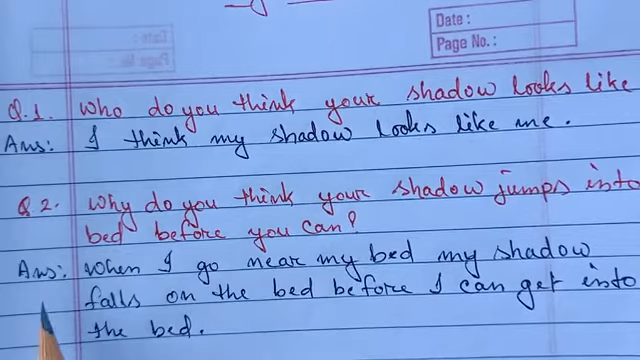 Date :
Page No. :
Q.1. Who do you think your shadow looks like
Ans: I think my shadow looks like me.
Q.2. Why do you think your shadow jumps into
bed before you can?
Ans: When I go near my bed my shadow
falls on the bed before I can get into
the bed.